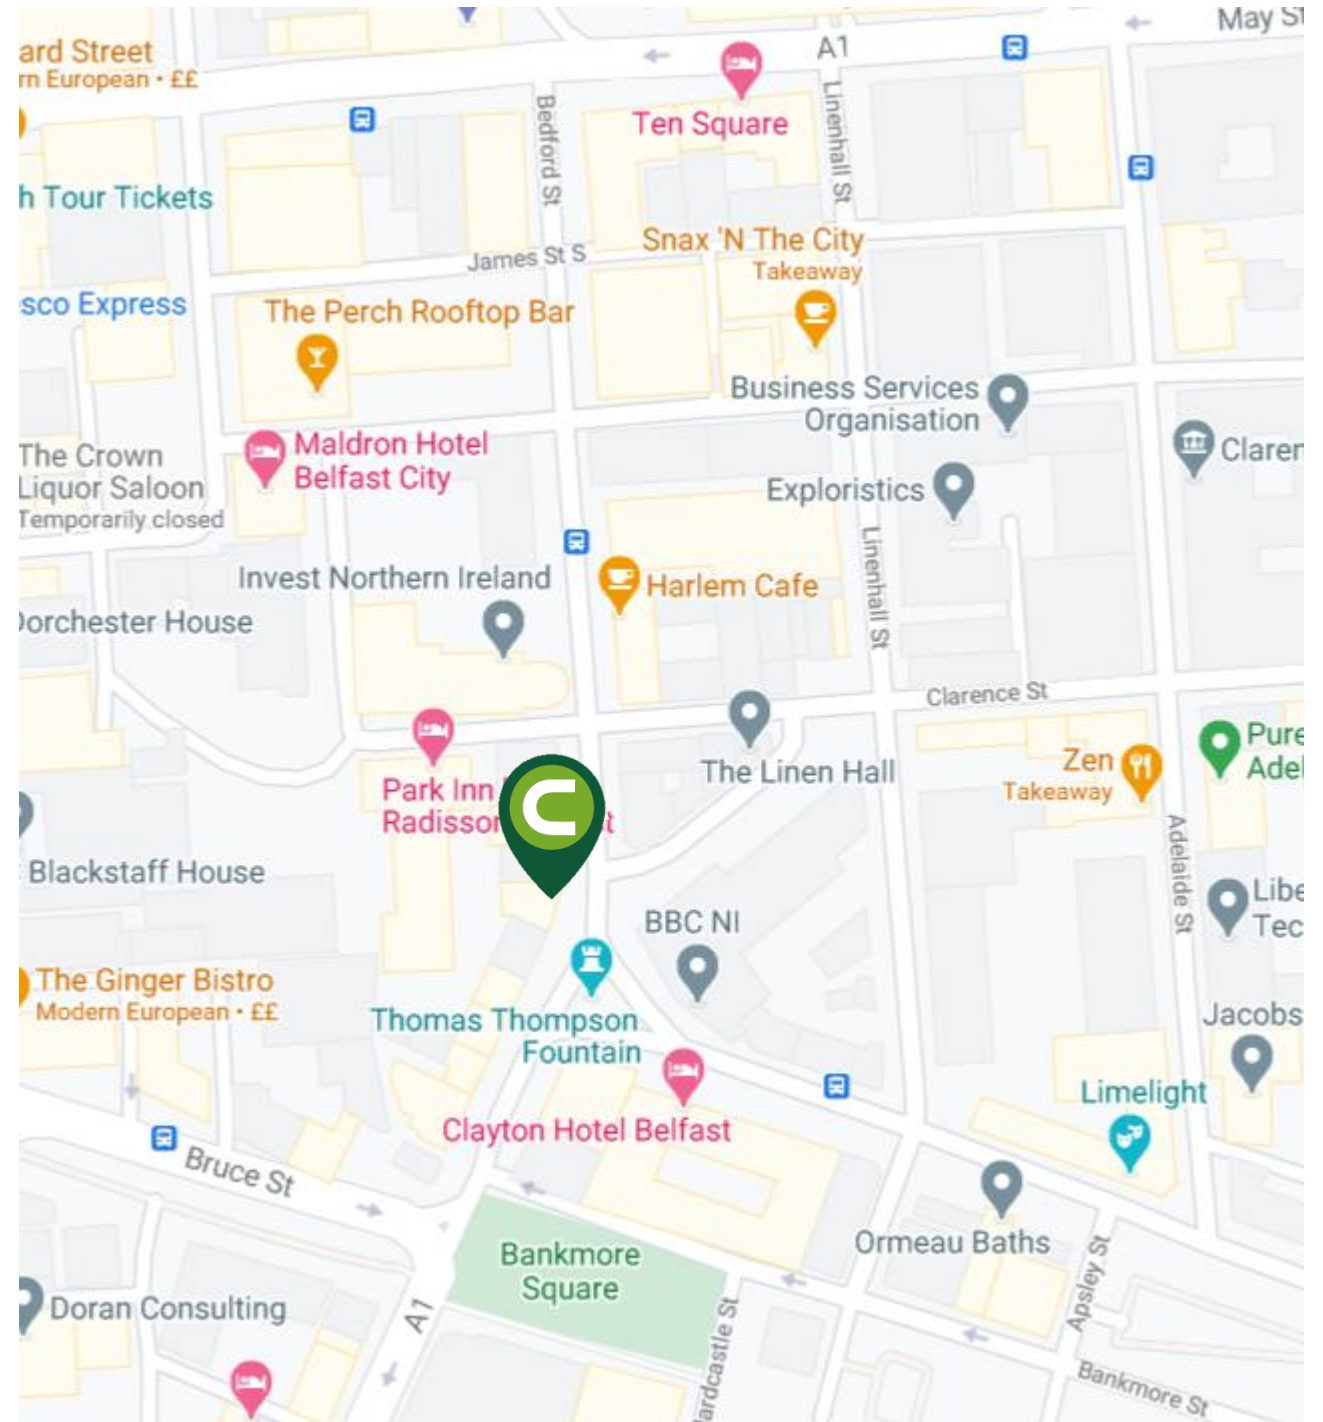 May St
ard Street
rn European • ££
A1
Ten Square
Bedford St
Linenhall St
h Tour Tickets
Snax 'N The City
Takeaway
James St S
sco Express
The Perch Rooftop Bar
Business Services
Organisation
Maldron Hotel
Belfast City
The Crown
Liquor Saloon
Temporarily closed
Claren
Exploristics
Linenhall St
Invest Northern Ireland
Harlem Cafe
Dorchester House
Clarence St
Pure
Adel
Zen
Takeaway
The Linen Hall
Park Inn
Radisson
t
C
Adelaide St
Blackstaff House
Libe
Tec
BBC NI
The Ginger Bistro
Modern European • ££
Thomas Thompson
Fountain
Jacobs
Limelight
Clayton Hotel Belfast
Bruce St
Ormeau Baths
Bankmore
Square
Apsley St
Doran Consulting
A1
ardcastle St
Bankmore St